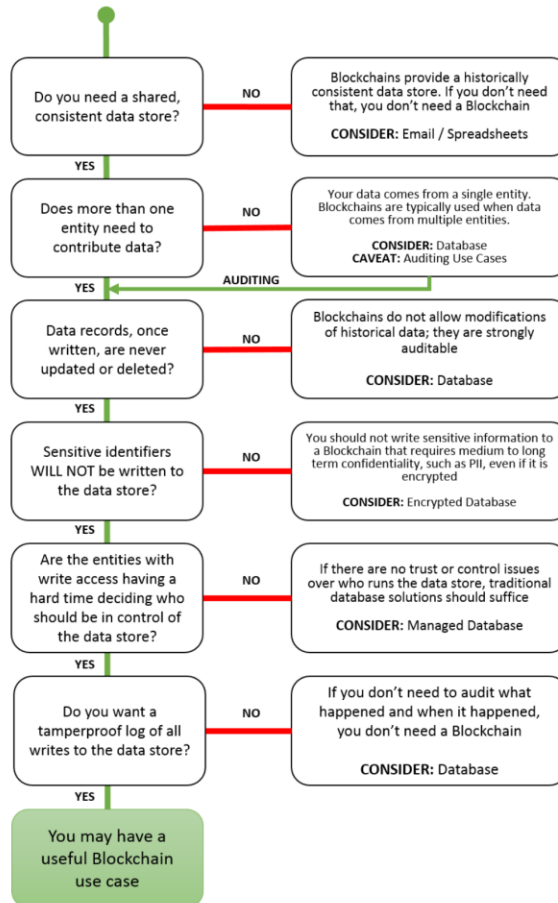 Do you need a shared,
consistent data store?
NO
Blockchains provide a historically
consistent data store. If you don't need
that, you don't need a Blockchain
CONSIDER: Email / Spreadsheets
YES
Does more than one
entity need to
contribute data?
NO
Your data comes from a single entity.
Blockchains are typically used when data
comes from multiple entities.
CONSIDER: Database
CAVEAT: Auditing Use Cases
YES
AUDITING
Data records, once
written, are never
updated or deleted?
NO
Blockchains do not allow modifications
of historical data; they are strongly
auditable
CONSIDER: Database
YES
Sensitive identifiers
WILL NOT be written to
the data store?
NO
You should not write sensitive information to
a Blockchain that requires medium to long
term confidentiality, such as PII, even if it is
encrypted
CONSIDER: Encrypted Database
YES
Are the entities with
write access having a
hard time deciding who
should be in control of
the data store?
NO
If there are no trust or control issues
over who runs the data store, traditional
database solutions should suffice
CONSIDER: Managed Database
YES
Do you want a
tamperproof log of all
writes to the data store?
NO
If you don't need to audit what
happened and when it happened,
you don't need a Blockchain
CONSIDER: Database
YES
You may have a
useful Blockchain
use case